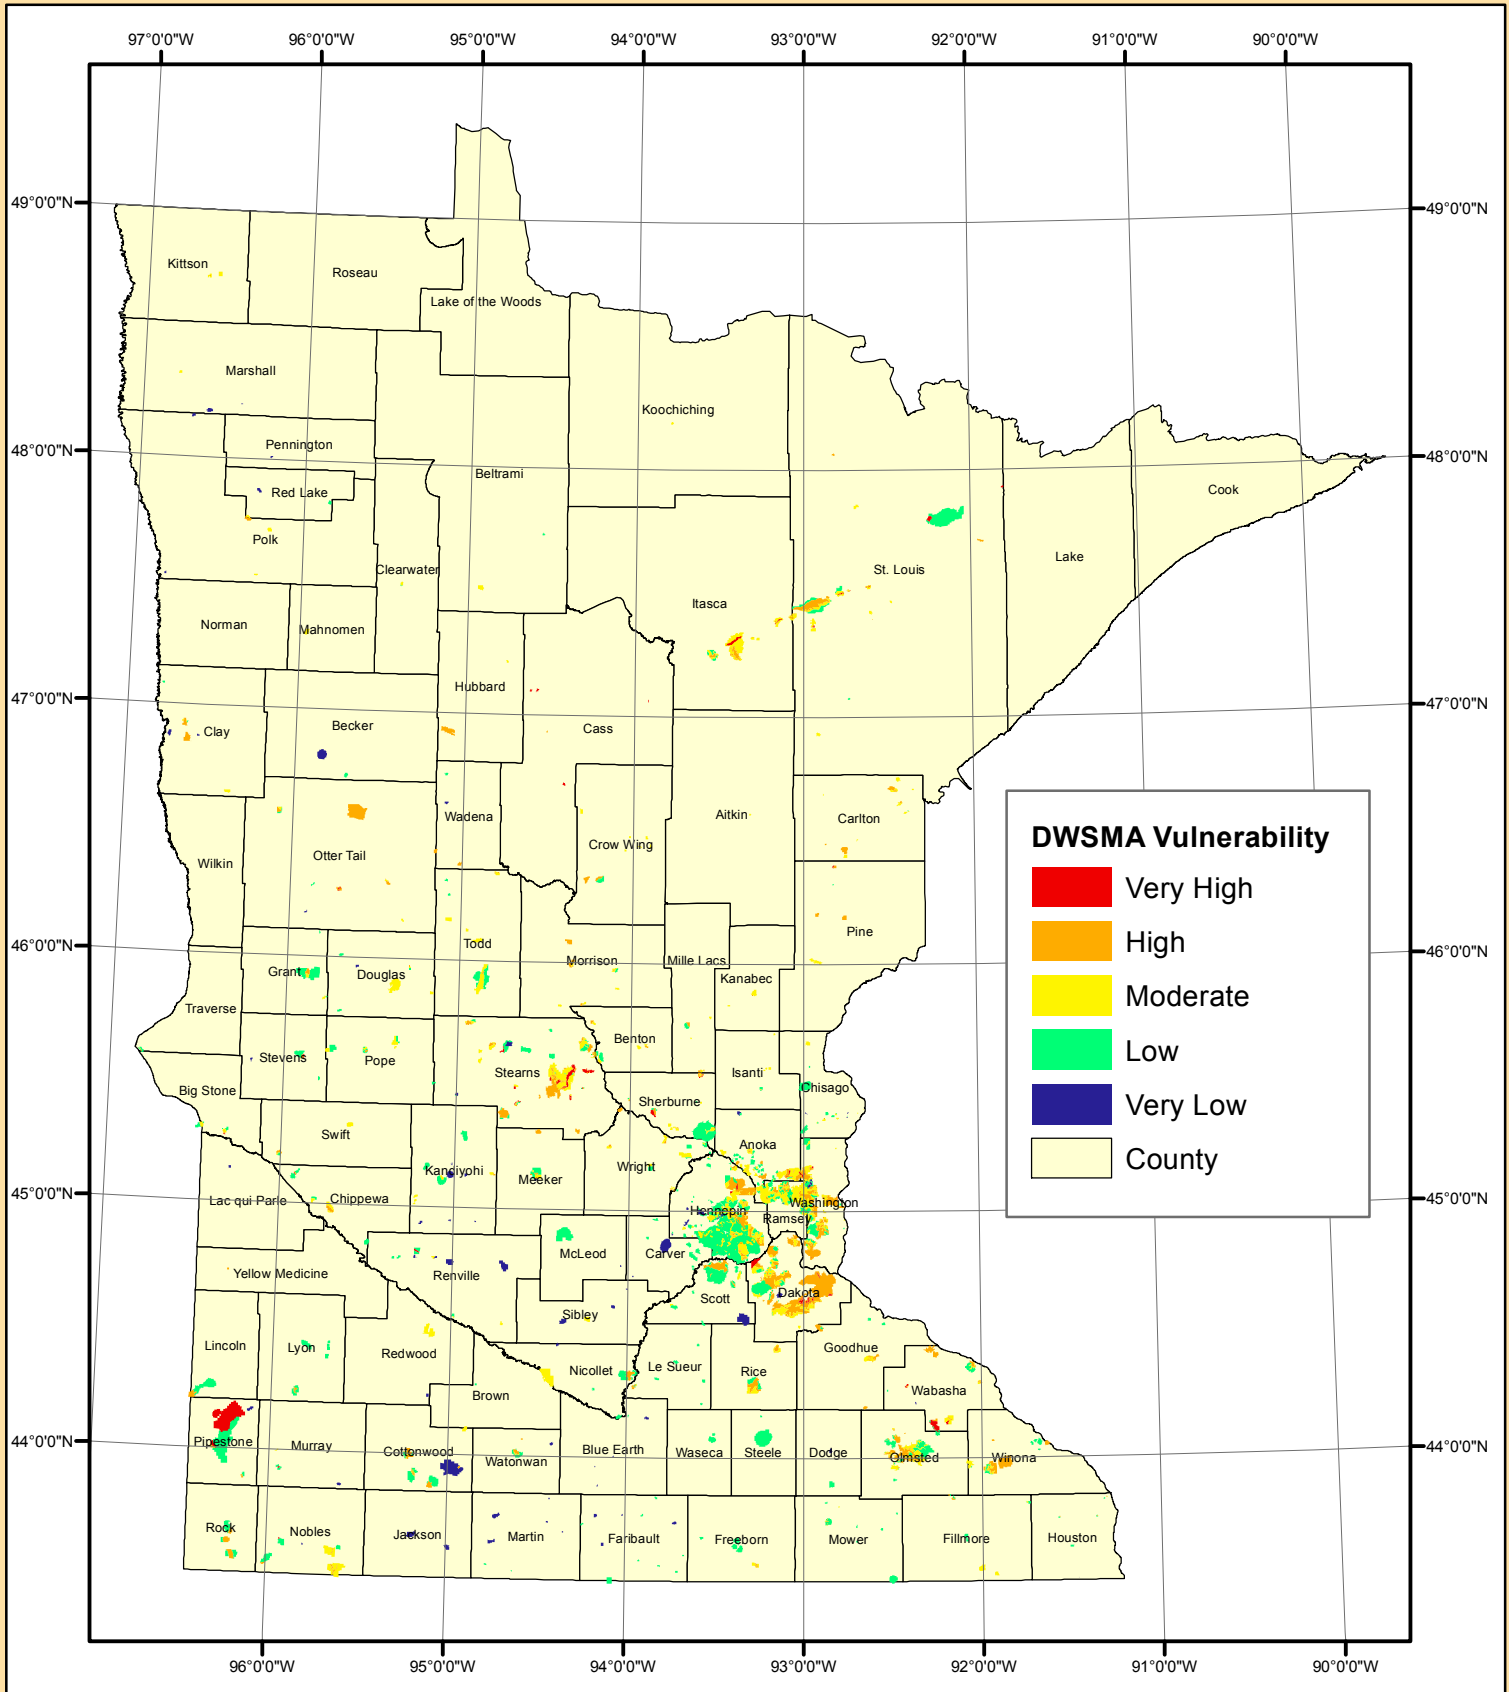 97°0'0"W 96°0'0"W 95°0'0"W 94°0'0"W 93°0'0"W 92°0'0"W 91°0'0"W 90°0'0"W
49°0'0"N
49°0'0"N
Kittson
Roseau
Lake of the Woods
Marshall
Koochiching
Pennington
48°0'0"N
48°0'0"N
Beltrami
Red Lake
Cook
Polk
Clearwater
St. Louis
Lake
Itasca
Norman
Mahnomen
Hubbard
47°0'0"N
47°0'0"N
Clay
Becker
Cass
Wadena
Aitkin
Carlton
Crow Wing
Wilkin
Otter Tail
DWSMA Vulnerability
Very High
High
Moderate
Low
Very Low
County
Pine
46°0'0"N
46°0'0"N
Todd
Morrison
Mille Lacs
Grant
Douglas
Kanabec
Traverse
Benton
Stevens
Pope
Stearns
Isanti
Big Stone
Chisago
Sherburne
Swift
Anoka
Wright
Kandiyohi
Meeker
45°0'0"N
45°0'0"N
Lac qui Parle
Chippewa
Hennepin
Washington
Ramsey
McLeod
Carver
Yellow Medicine
Renville
Dakota
Scott
Sibley
Lincoln
Lyon
Redwood
Goodhue
Nicollet
Le Sueur
Rice
Brown
Wabasha
44°0'0"N
44°0'0"N
Pipestone
Murray
Cottonwood
Watonwan
Blue Earth
Waseca
Steele
Dodge
Olmsted
Winona
Rock
Nobles
Jackson
Martin
Faribault
Freeborn
Mower
Fillmore
Houston
96°0'0"W 95°0'0"W 94°0'0"W 93°0'0"W 92°0'0"W 91°0'0"W 90°0'0"W